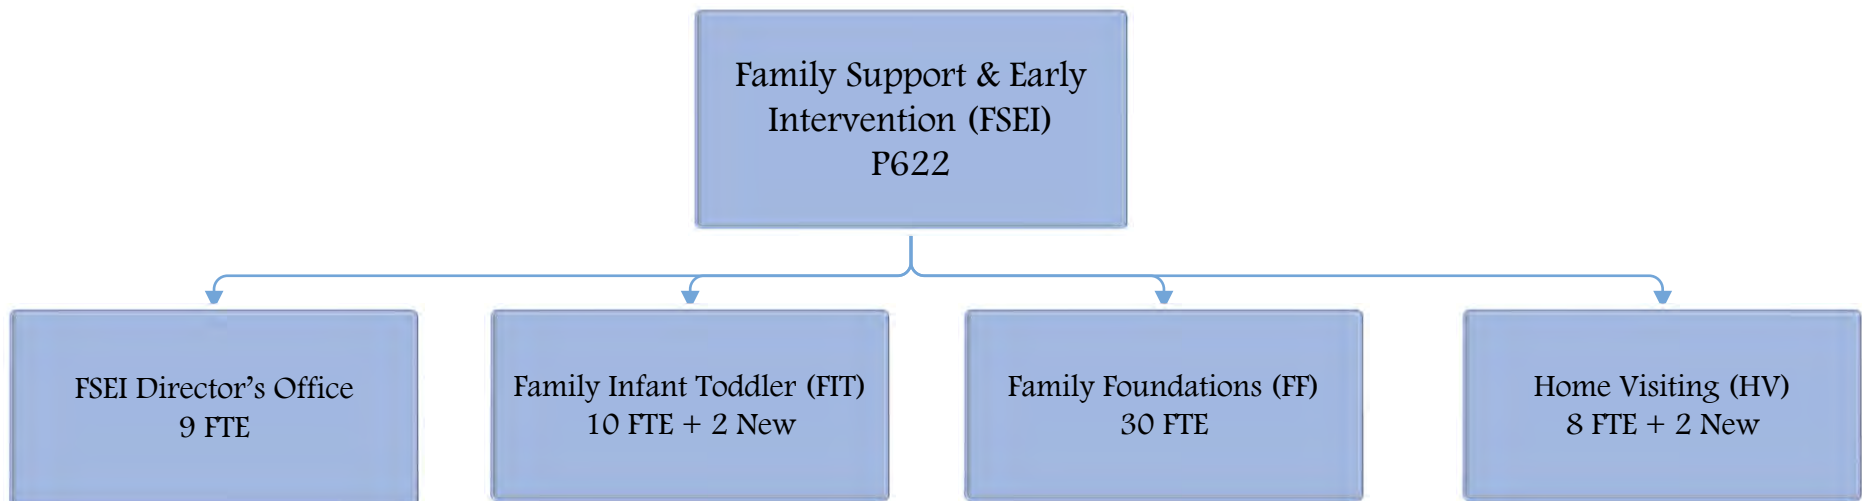 Family Support & Early
Intervention (FSEI)
P622
FSEI Director’s Office
9 FTE
Family Infant Toddler (FIT)
10 FTE + 2 New
Family Foundations (FF)
30 FTE
Home Visiting (HV)
8 FTE + 2 New